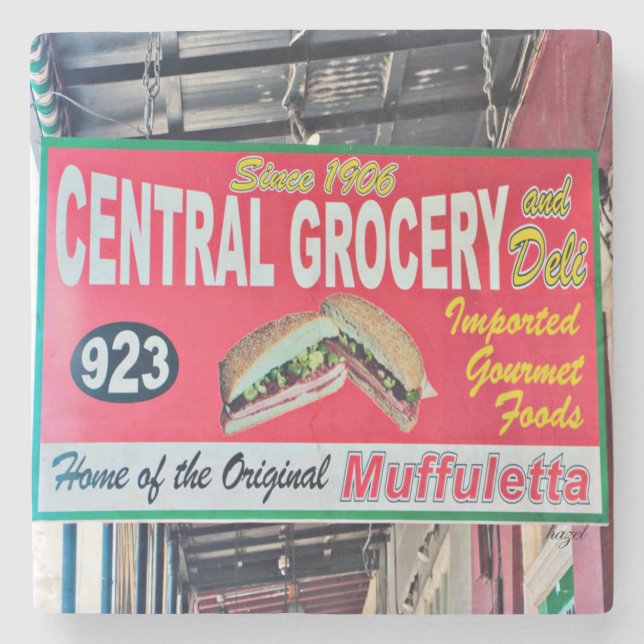 Since 1906
CENTRAL GROCERY and Deli
923
Imported
Gourmet
Foods
Home of the Original Muffuletta
hazel